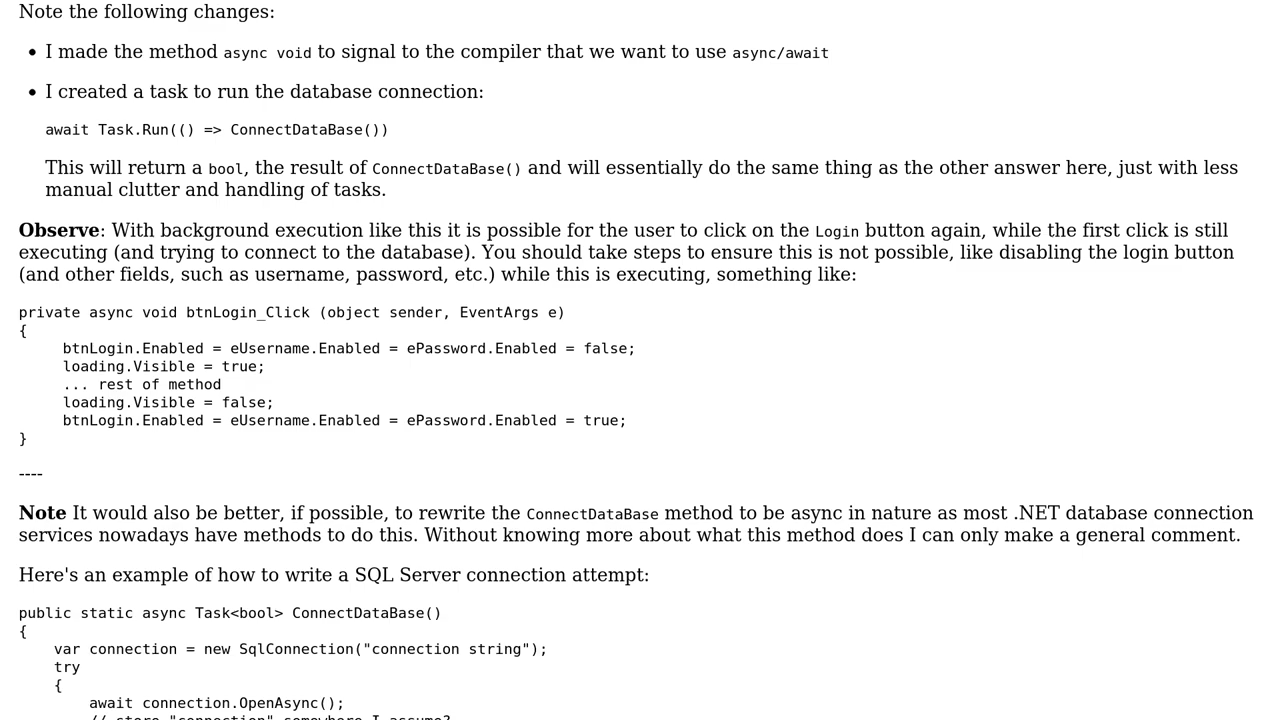 Note the following changes:
• I made the method async void to signal to the compiler that we want to use async/await
• I created a task to run the database connection:
await Task.Run(() => ConnectDataBase())
This will return a bool, the result of ConnectDataBase() and will essentially do the same thing as the other answer here, just with less
manual clutter and handling of tasks.
Observe: With background execution like this it is possible for the user to click on the Login button again, while the first click is still
executing (and trying to connect to the database). You should take steps to ensure this is not possible, like disabling the login button
(and other fields, such as username, password, etc.) while this is executing, something like:
private async void btnLogin_Click (object sender, EventArgs e)
{
     btnLogin.Enabled = eUsername.Enabled = ePassword.Enabled = false;
     loading.Visible = true;
     ... rest of method
     loading.Visible = false;
     btnLogin.Enabled = eUsername.Enabled = ePassword.Enabled = true;
}
----
Note It would also be better, if possible, to rewrite the ConnectDataBase method to be async in nature as most .NET database connection
services nowadays have methods to do this. Without knowing more about what this method does I can only make a general comment.
Here's an example of how to write a SQL Server connection attempt:
public static async Task<bool> ConnectDataBase()
{
    var connection = new SqlConnection("connection string");
    try
    {
        await connection.OpenAsync();
        // store "connection" somewhere I assume?